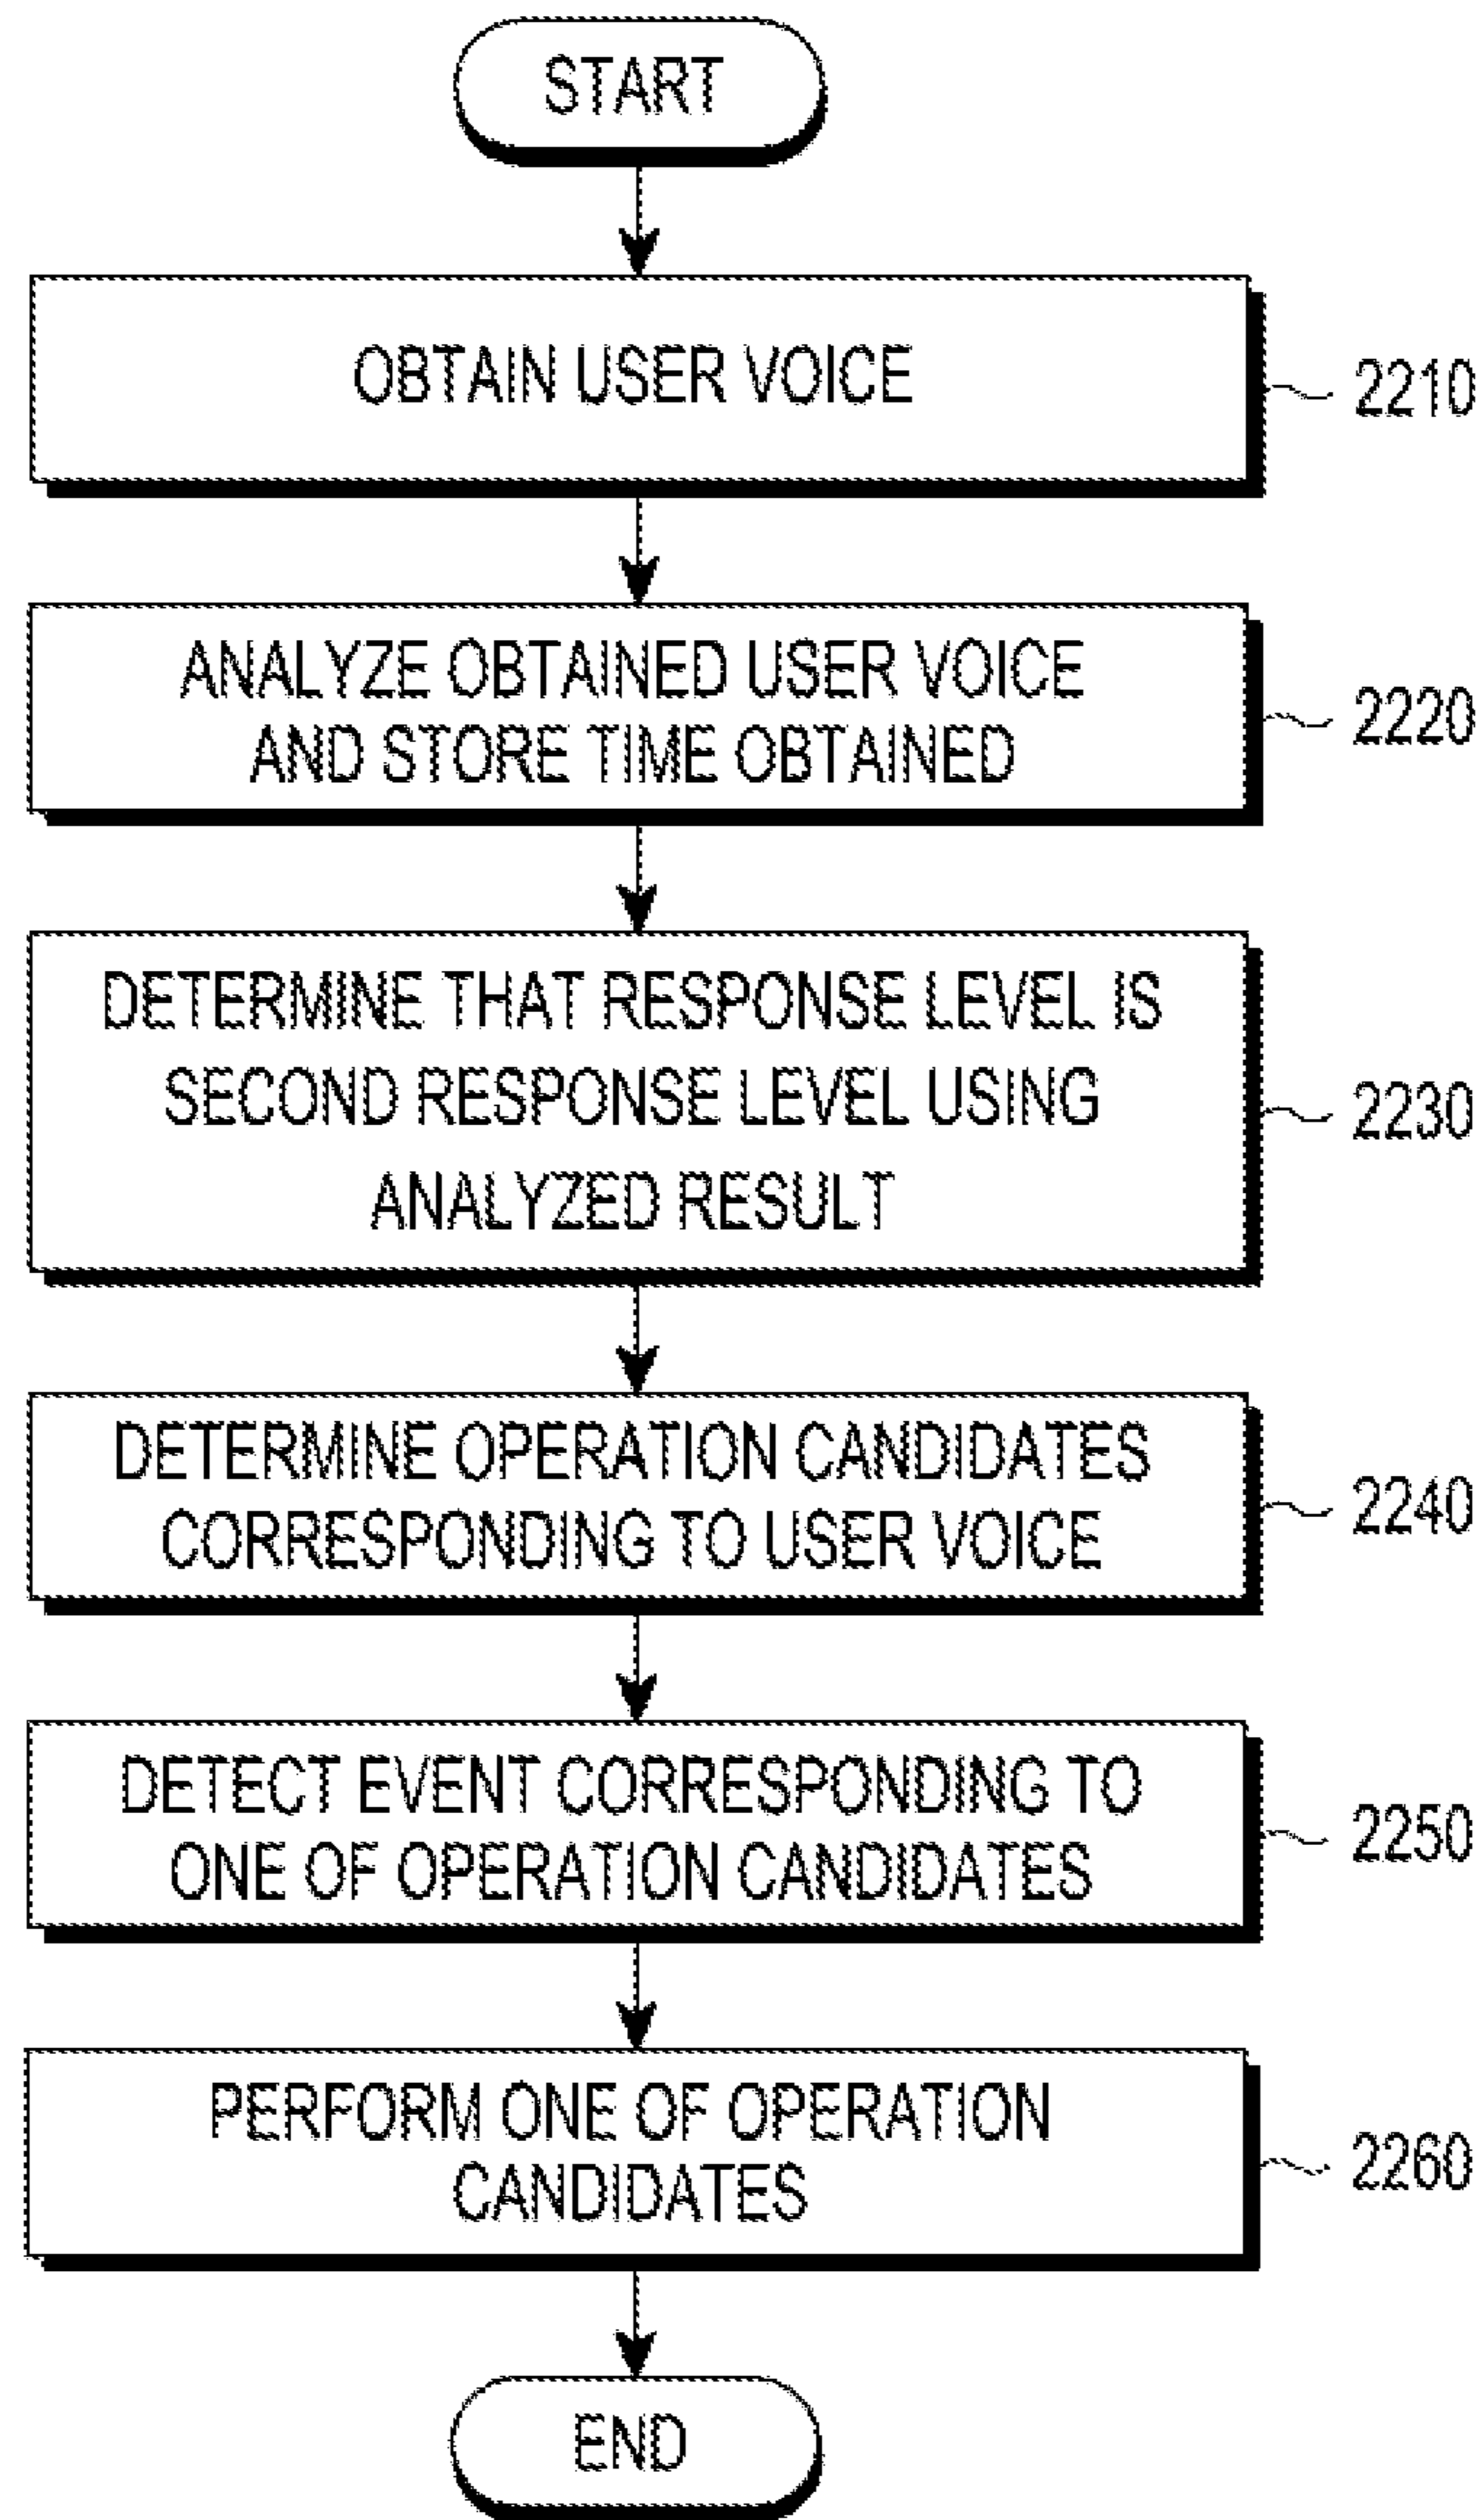 START
OBTAIN USER VOICE
2210
ANALYZE OBTAINED USER VOICE
AND STORE TIME OBTAINED
2220
DETERMINE THAT RESPONSE LEVEL IS
SECOND RESPONSE LEVEL USING
ANALYZED RESULT
2230
DETERMINE OPERATION CANDIDATES
CORRESPONDING TO USER VOICE
2240
DETECT EVENT CORRESPONDING TO
ONE OF OPERATION CANDIDATES
2250
PERFORM ONE OF OPERATION
CANDIDATES
2260
END